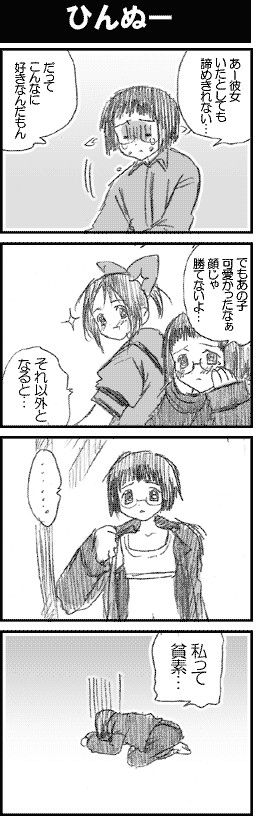 ひんぬー
あー彼女
いたとしても
諦めきれない…
だって
こんなに
好きなんだもん
でもあの子
可愛かったなぁ
顔じゃ
勝てないよ…
それ以外と
なると…
・・・・・・
私って
貧素…